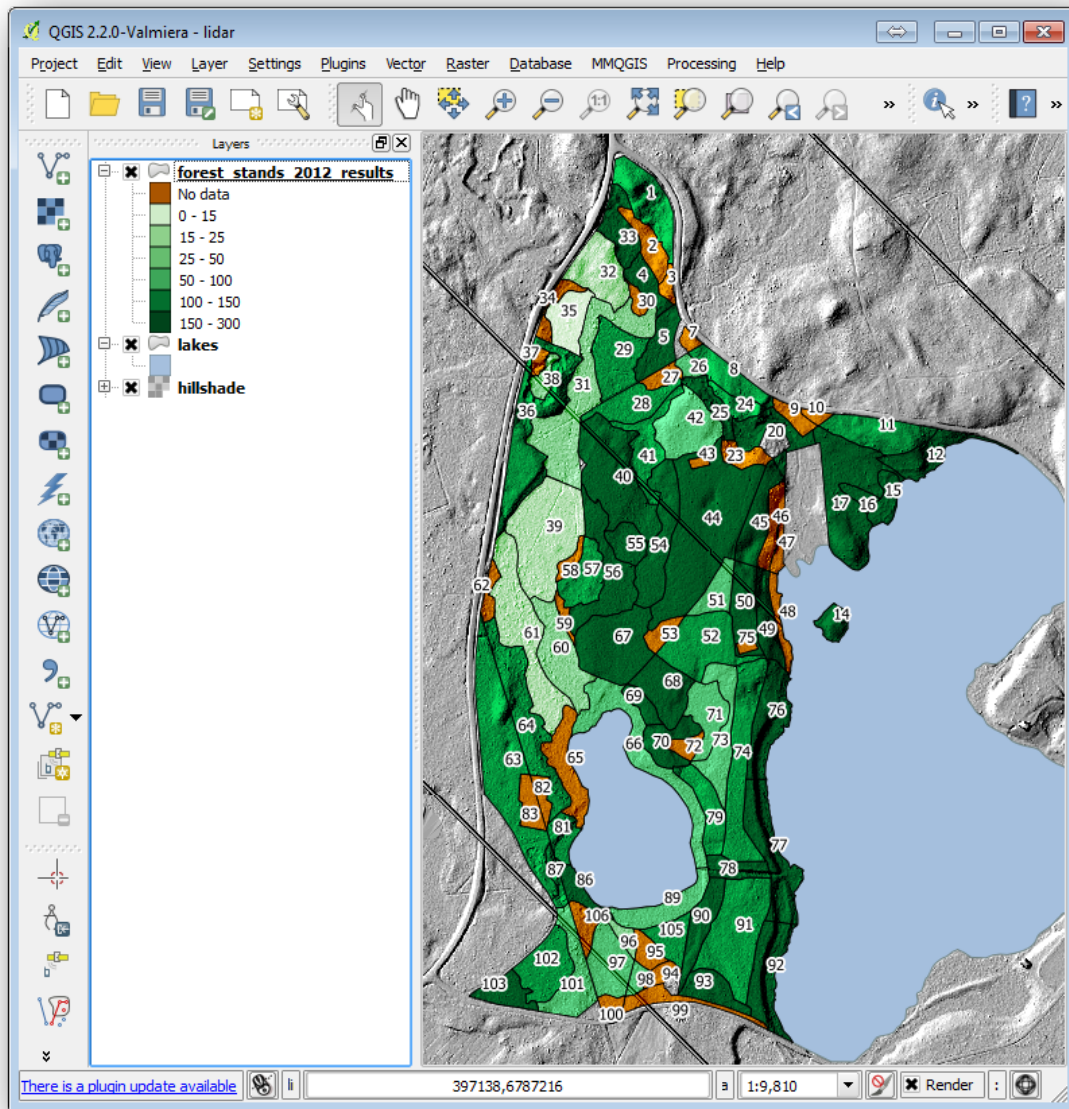 QGIS 2.2.0-Valmiera - lidar
Project Edit View Layer Settings Plugins Vector Raster Database MMQGIS Processing Help
1:1 » » ? »
Layers
forest_stands_2012_results
No data
0 - 15
15 - 25
25 - 50
50 - 100
100 - 150
150 - 300
lakes
hillshade
1
33 2
32 4 3
34 35 30
7
5
37 29
26 8
38 31 27
36 28 24 9 10
42 25 11
20
41 43 23 12
40 15
17 16
39 44 45 46
55 54 47
58 57 56
62 51 50 48
59 14
61 67 53 52 75 49
60
69 68
64 71 76
66 70 72 73 74
63 65
82
83 79
81
87 78 77
86
89
106 90 91
96 105
102 97 95 92
103 101 98 94 93
100 99
There is a plugin update available li 397138,6787216 a 1:9,810 Render :